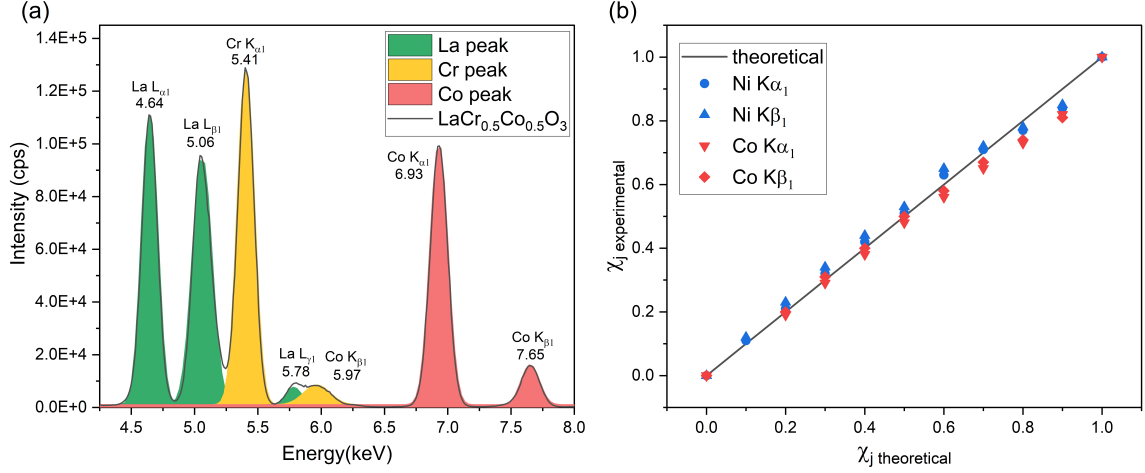 (a)
1.4E+5
1.2E+5
1.0E+5
8.0E+4
6.0E+4
4.0E+4
2.0E+4
0.0E+0
Intensity (cps)
La Lα1
4.64
La Lβ1
5.06
Cr Kα1
5.41
La Lγ1
5.78
Co Kβ1
5.97
Co Kα1
6.93
Co Kβ1
7.65
La peak
Cr peak
Co peak
LaCr0.5Co0.5O3
4.5 5.0 5.5 6.0 6.5 7.0 7.5 8.0
Energy(keV)
(b)
1.0
0.8
0.6
0.4
0.2
0.0
χj experimental
theoretical
Ni Kα1
Ni Kβ1
Co Kα1
Co Kβ1
0.0 0.2 0.4 0.6 0.8 1.0
χj theoretical